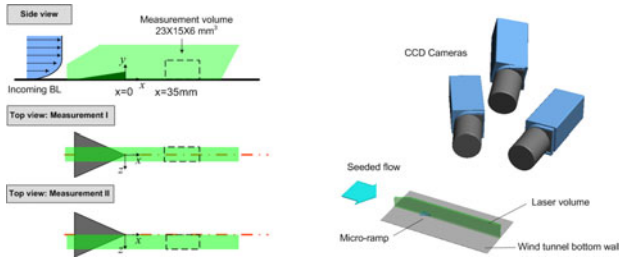 Side view
Measurement volume
23X15X6 mm³
y
Incoming BL
x=0
x
x=35mm
Top view: Measurement I
x
z
Top view: Measurement II
x
z
CCD Cameras
Seeded flow
Laser volume
Micro-ramp
Wind tunnel bottom wall